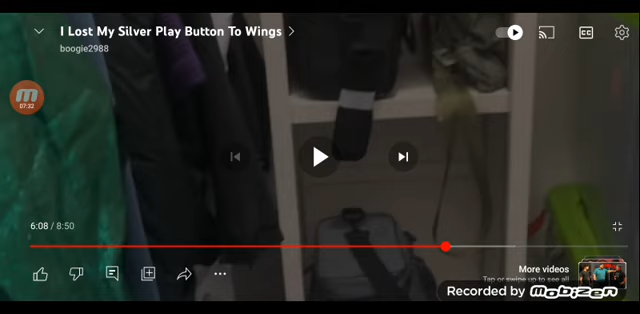 I Lost My Silver Play Button To Wings
boogie2988
CC
07:32
6:08 / 8:50
More videos
Tap or swipe up to see all
Recorded by Mobizen